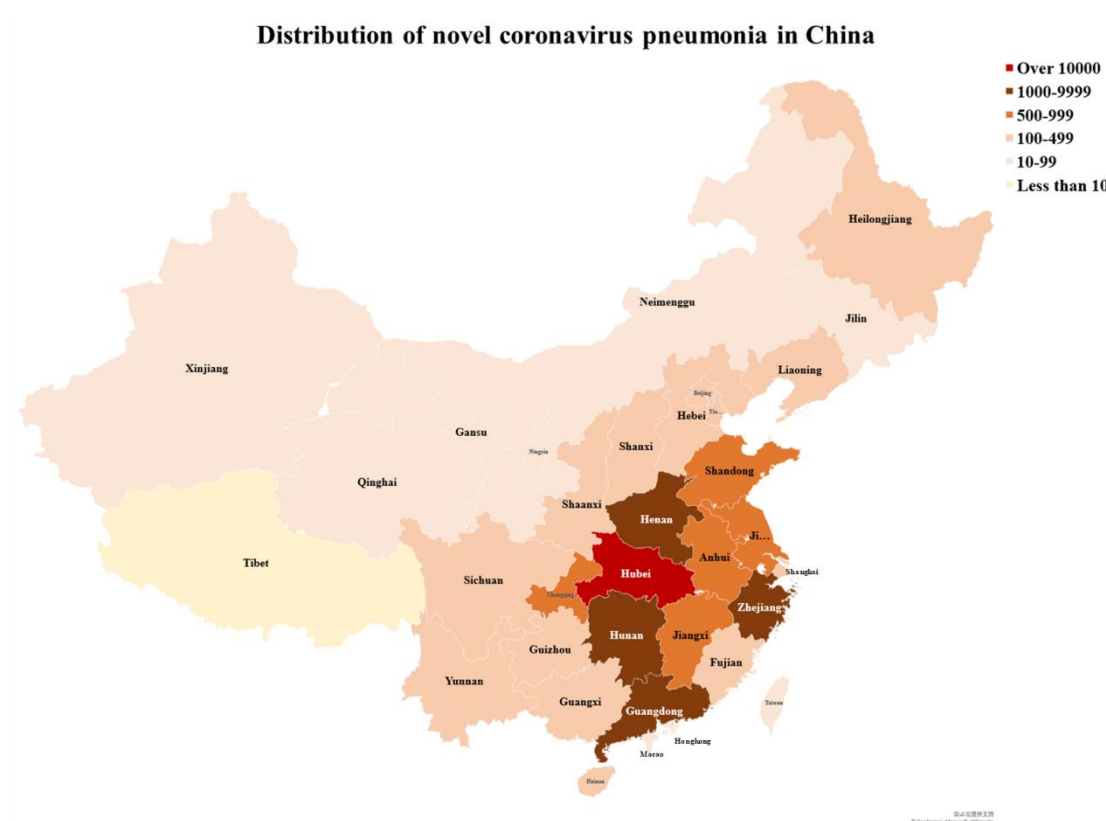 Distribution of novel coronavirus pneumonia in China
Over 10000
1000-9999
500-999
100-499
10-99
Less than 10
Heilongjiang
Neimenggu
Jilin
Xinjiang
Liaoning
Beijing
Hebei
Tia...
Gansu
Shanxi
Ningxia
Shandong
Qinghai
Shaanxi
Henan
Ji...
Anhui
Tibet
Hubei
Shanghai
Sichuan
Chongqing
Zhejiang
Hunan
Jiangxi
Guizhou
Fujian
Yunnan
Guangxi
Guangdong
Taiwan
Hongkong
Macao
Hainan